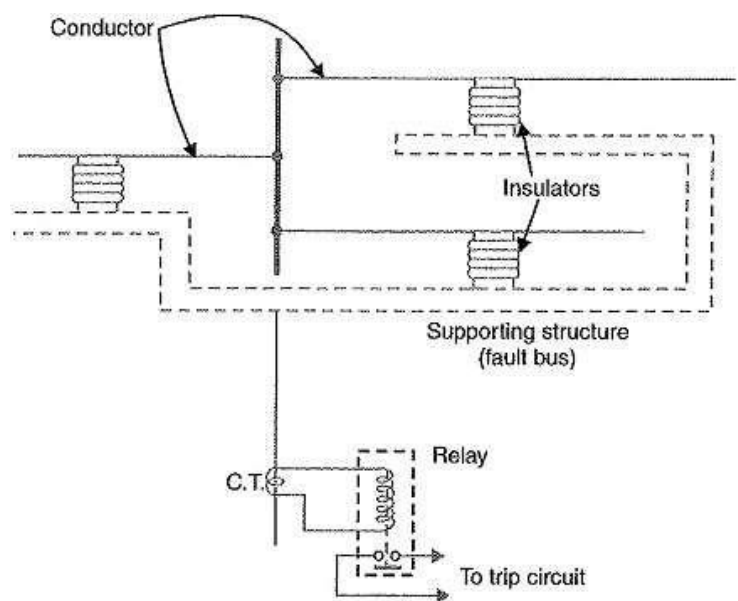 Conductor
Insulators
Supporting structure
(fault bus)
Relay
C.T.
To trip circuit